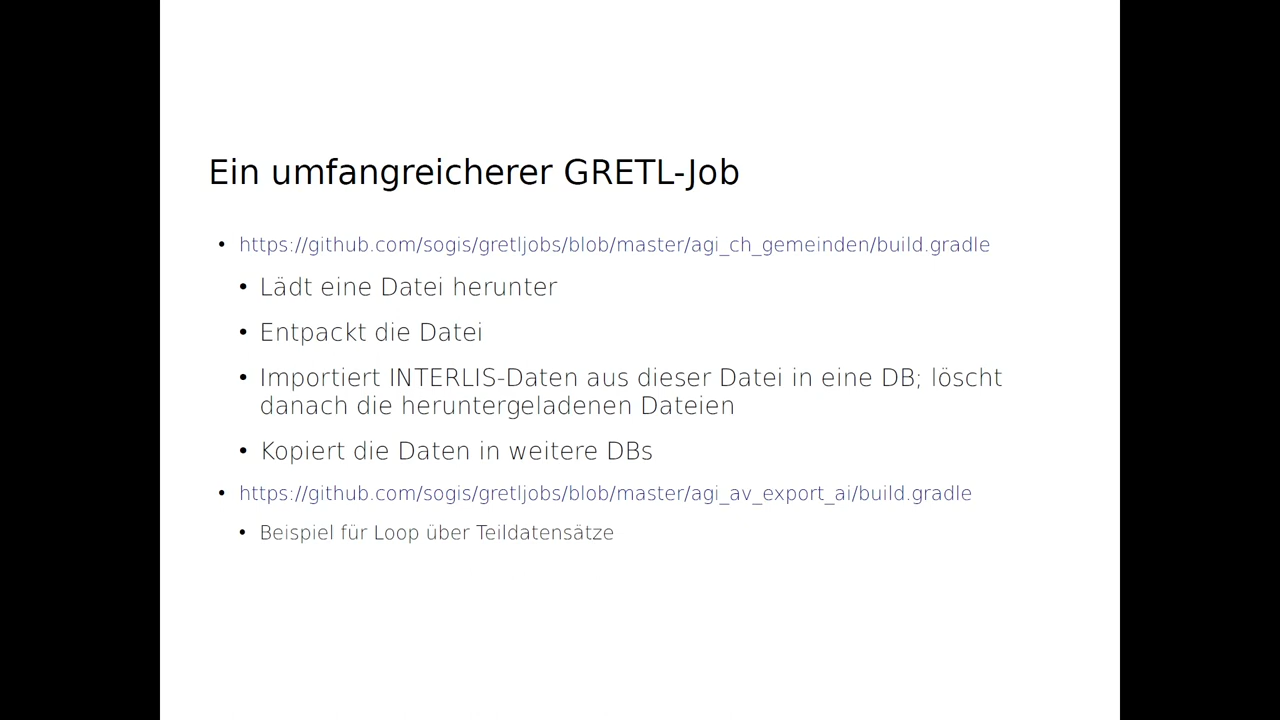 Ein umfangreicherer GRETL-Job
• https://github.com/sogis/gretljobs/blob/master/agi_ch_gemeinden/build.gradle
• Lädt eine Datei herunter
• Entpackt die Datei
• Importiert INTERLIS-Daten aus dieser Datei in eine DB; löscht
danach die heruntergeladenen Dateien
• Kopiert die Daten in weitere DBs
• https://github.com/sogis/gretljobs/blob/master/agi_av_export_ai/build.gradle
• Beispiel für Loop über Teildatensätze